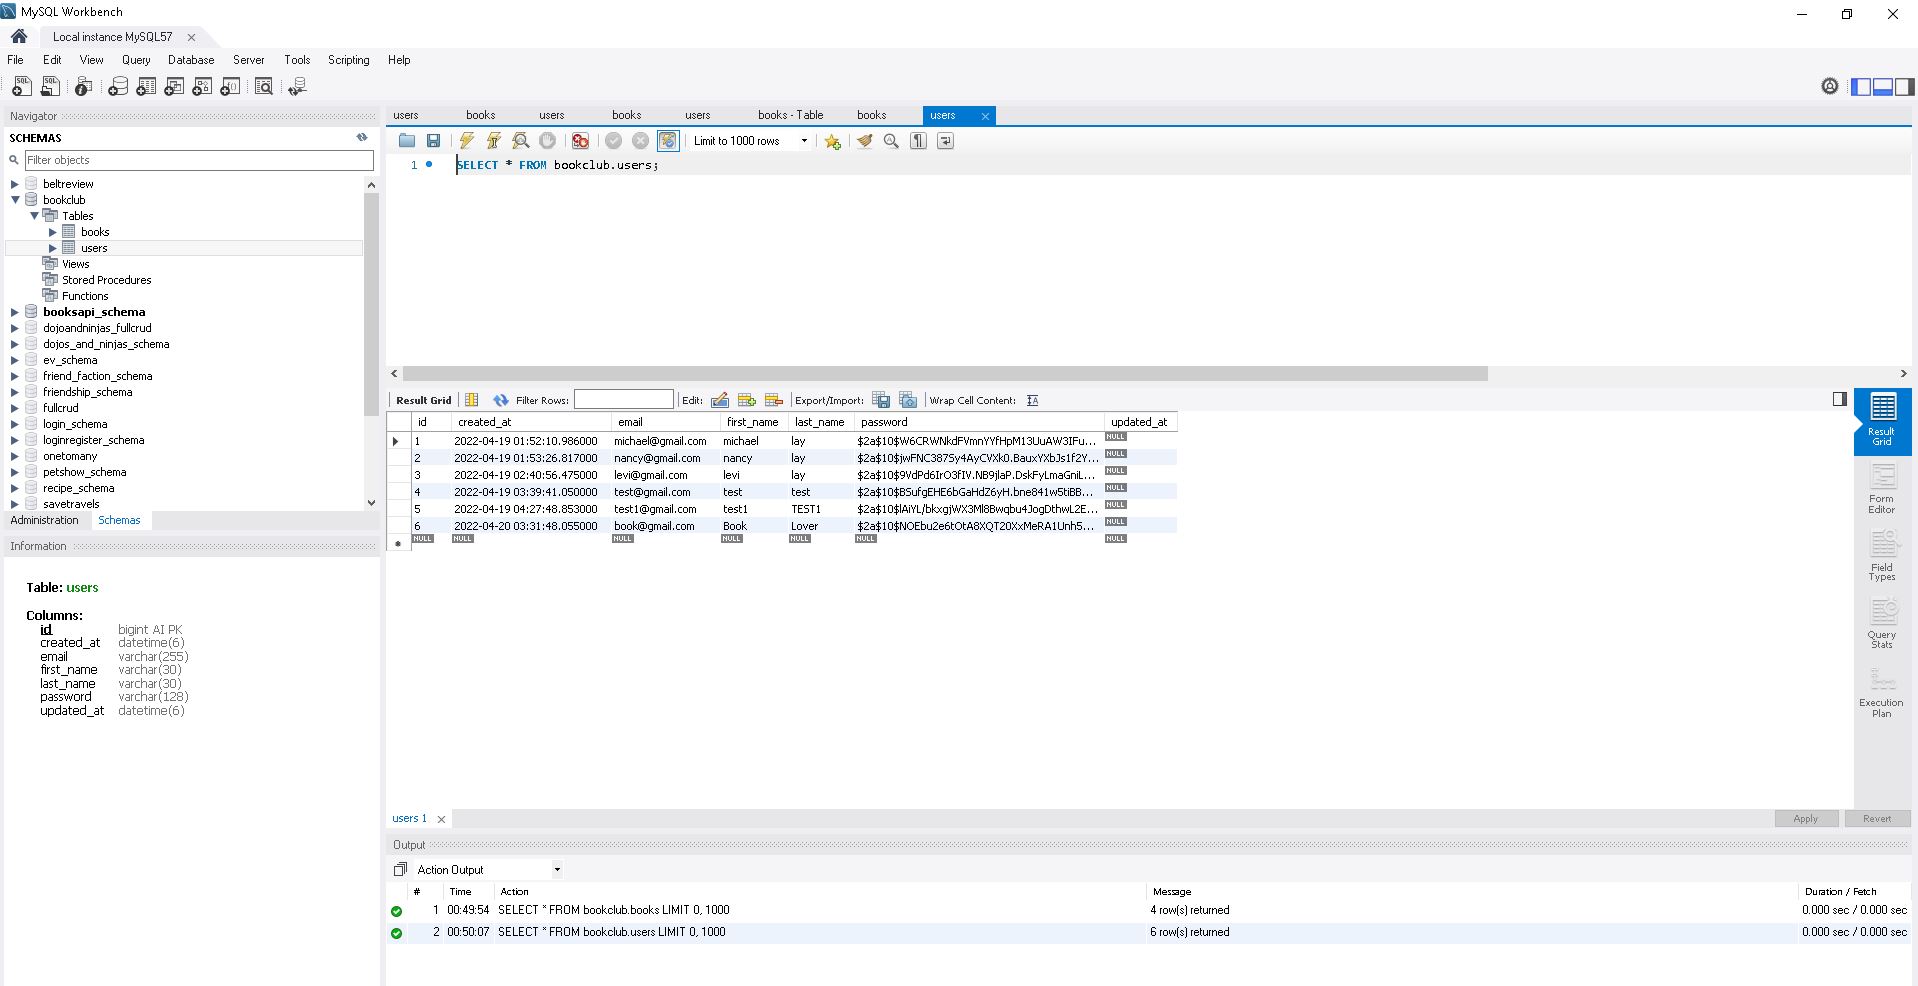 MySQL Workbench
Local instance MySQL57
File Edit View Query Database Server Tools Scripting Help
Navigator
SCHEMAS
Filter objects
beltreview
bookclub
Tables
books
users
Views
Stored Procedures
Functions
booksapi_schema
dojoandninjas_fullcrud
dojos_and_ninjas_schema
ev_schema
friend_faction_schema
friendship_schema
fullcrud
login_schema
loginregister_schema
onetomany
petshow_schema
recipe_schema
savetravels
Administration Schemas
Information
Table: users
Columns:
id bigint AI PK
created_at datetime(6)
email varchar(255)
first_name varchar(30)
last_name varchar(30)
password varchar(128)
updated_at datetime(6)
users books users books users books - Table books users
Limit to 1000 rows
1 SELECT * FROM bookclub.users;
Result Grid Filter Rows: Edit: Export/Import: Wrap Cell Content:
id created_at email first_name last_name password updated_at
1 2022-04-19 01:52:10.986000 michael@gmail.com michael lay $2a$10$W6CRWNkdFVmnYYfHpM13UuAW3IFu... NULL
2 2022-04-19 01:53:26.817000 nancy@gmail.com nancy lay $2a$10$jwFNC387Sy4AyCVXk0.BauxYXbJs1f2Y... NULL
3 2022-04-19 02:40:56.475000 levi@gmail.com levi lay $2a$10$9VdPd6IrO3fIV.NB9jlaP.DskFyLmaGniL... NULL
4 2022-04-19 03:39:41.050000 test@gmail.com test test $2a$10$BSufgEHE6bGaHdZ6yH.bne841w5tiBB... NULL
5 2022-04-19 04:27:48.853000 test1@gmail.com test1 TEST1 $2a$10$lAiYL/bkxgjWX3Ml8Bwqbu4JogDthwL2E... NULL
6 2022-04-20 03:31:48.055000 book@gmail.com Book Lover $2a$10$NOEbu2e6tOtA8XQT20XxMeRA1Unh5... NULL
NULL NULL NULL NULL NULL NULL NULL
Result Grid
Form Editor
Field Types
Query Stats
Execution Plan
users 1
Apply Revert
Output
Action Output
# Time Action Message Duration / Fetch
1 00:49:54 SELECT * FROM bookclub.books LIMIT 0, 1000 4 row(s) returned 0.000 sec / 0.000 sec
2 00:50:07 SELECT * FROM bookclub.users LIMIT 0, 1000 6 row(s) returned 0.000 sec / 0.000 sec